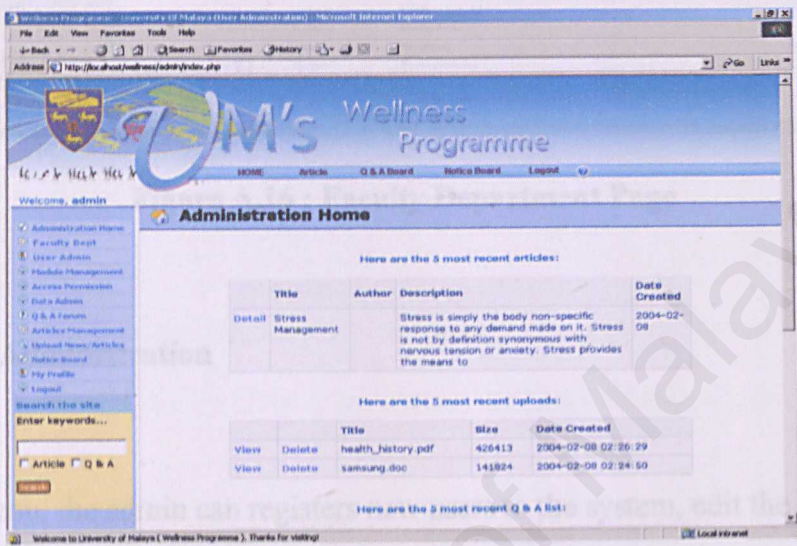 Wellness Programme - University Of Malaya (User Administration) - Microsoft Internet Explorer
File Edit View Favorites Tools Help
Back Search Favorites History
Address http://localhost/wellness/admin/index.php Go Links
UM's Wellness Programme
HOME Article Q & A Board Notice Board Logout
Welcome, admin
Administration Home
Administration Home
Faculty Dept
User Admin
Module Management
Access Permission
Data Admin
Q & A Forum
Articles Management
Upload News/Articles
Notice Board
My Profile
Logout
Search the site
Enter keywords...
Article Q & A
Search
Here are the 5 most recent articles:
Title Author Description Date Created
Detail Stress Management Stress is simply the body non-specific 2004-02-08
response to any demand made on it. Stress
is not by definition synonymous with
nervous tension or anxiety. Stress provides
the means to
Here are the 5 most recent uploads:
Title Size Date Created
View Delete health_history.pdf 426413 2004-02-08 02:26:29
View Delete samsung.doc 141824 2004-02-08 02:24:50
Here are the 5 most recent Q & A list:
Welcome to University of Malaya ( Wellness Programme ). Thanks for visiting! Local intranet
of Malay